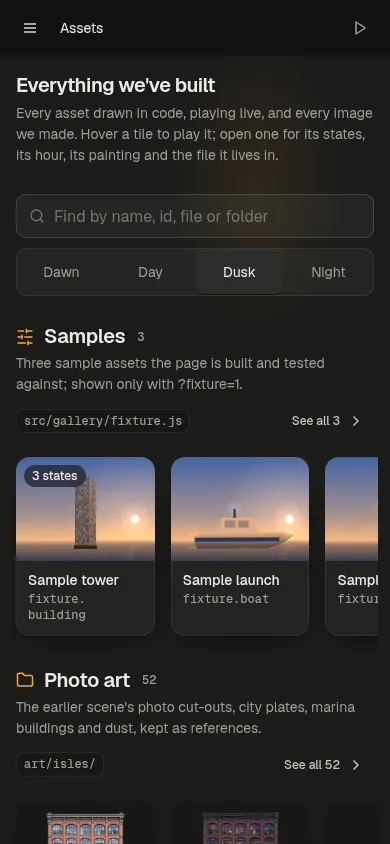 Assets
Everything we've built
Every asset drawn in code, playing live, and every image
we made. Hover a tile to play it; open one for its states,
its hour, its painting and the file it lives in.
Find by name, id, file or folder
Dawn Day Dusk Night
Samples 3
Three sample assets the page is built and tested
against; shown only with ?fixture=1.
src/gallery/fixture.js See all 3
3 states
Sample tower
fixture.
building
Sample launch
fixture.boat
Photo art 52
The earlier scene's photo cut-outs, city plates, marina
buildings and dust, kept as references.
art/isles/ See all 52